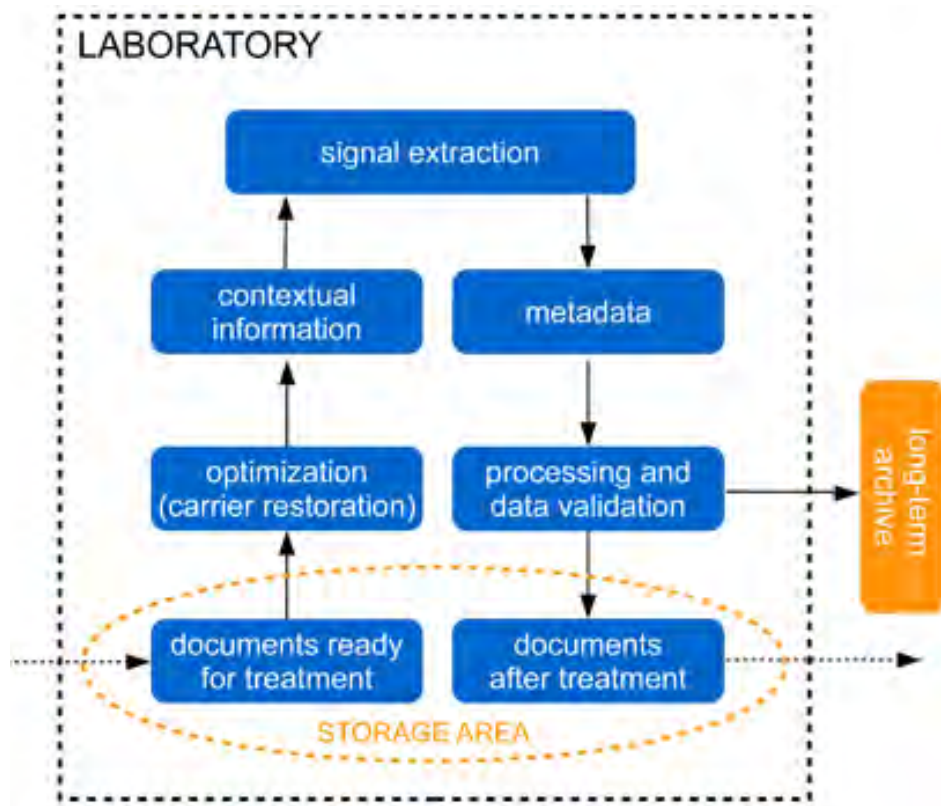 LABORATORY
signal extraction
contextual
information
metadata
optimization
(carrier restoration)
processing and
data validation
long-term
archive
documents ready
for treatment
documents
after treatment
STORAGE AREA